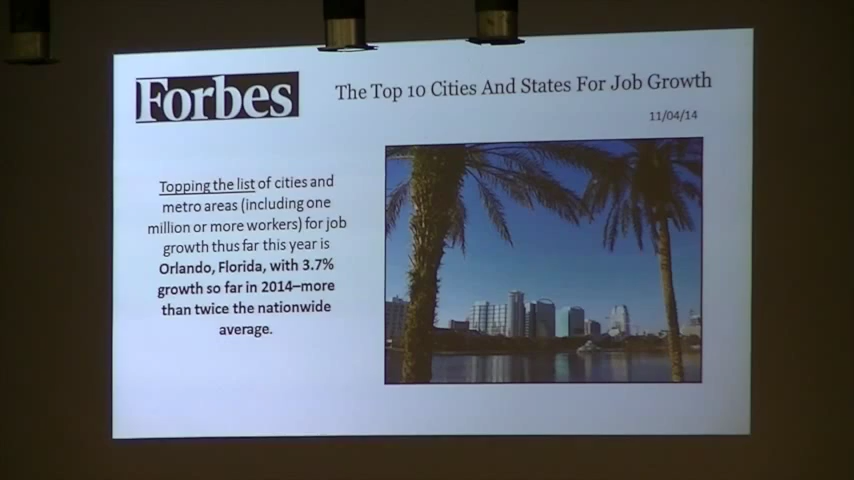 Forbes
The Top 10 Cities And States For Job Growth
11/04/14
Topping the list of cities and
metro areas (including one
million or more workers) for job
growth thus far this year is
Orlando, Florida, with 3.7%
growth so far in 2014–more
than twice the nationwide
average.